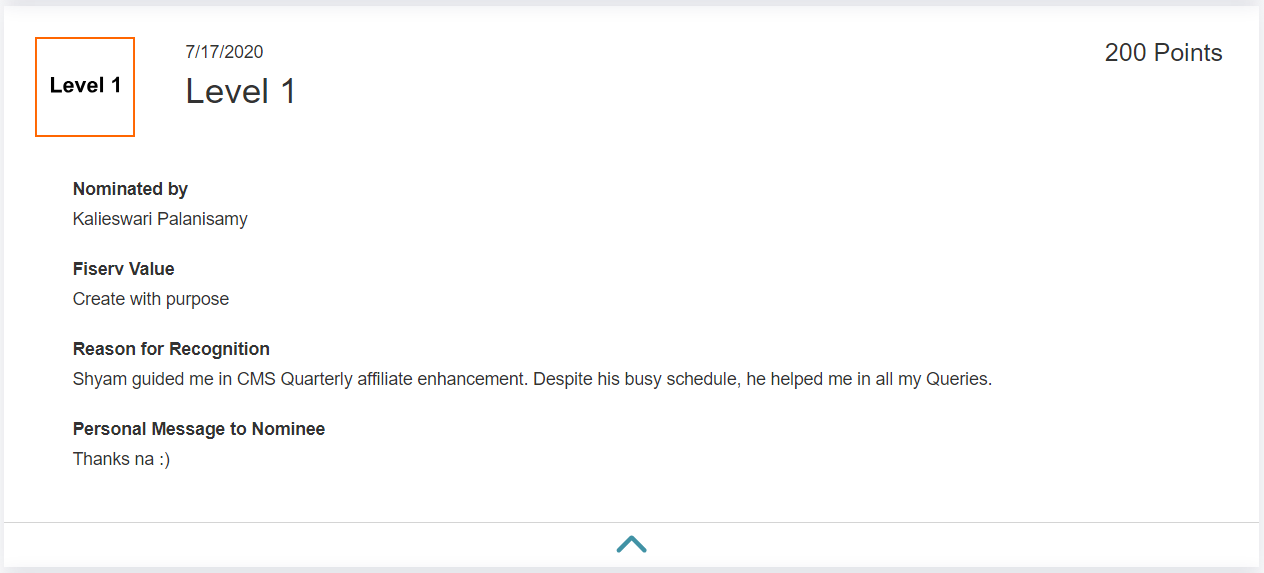 Level 1
7/17/2020
Level 1
200 Points
Nominated by
Kalieswari Palanisamy
Fiserv Value
Create with purpose
Reason for Recognition
Shyam guided me in CMS Quarterly affiliate enhancement. Despite his busy schedule, he helped me in all my Queries.
Personal Message to Nominee
Thanks na :)